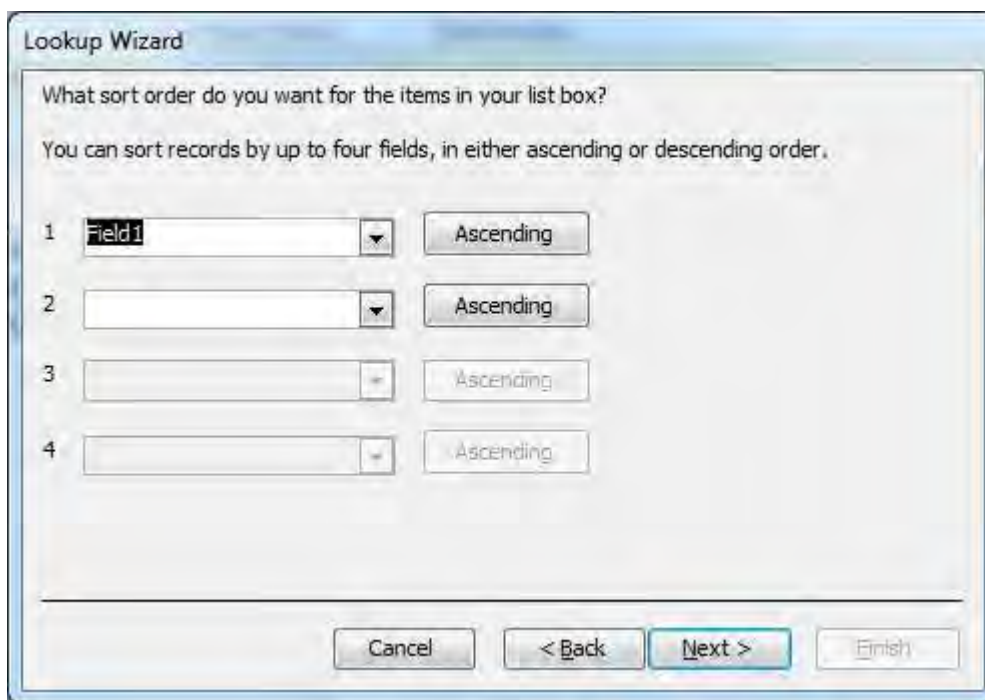 Lookup Wizard
What sort order do you want for the items in your list box?
You can sort records by up to four fields, in either ascending or descending order.
1 Field1 Ascending
2 Ascending
3 Ascending
4 Ascending
Cancel < Back Next > Finish